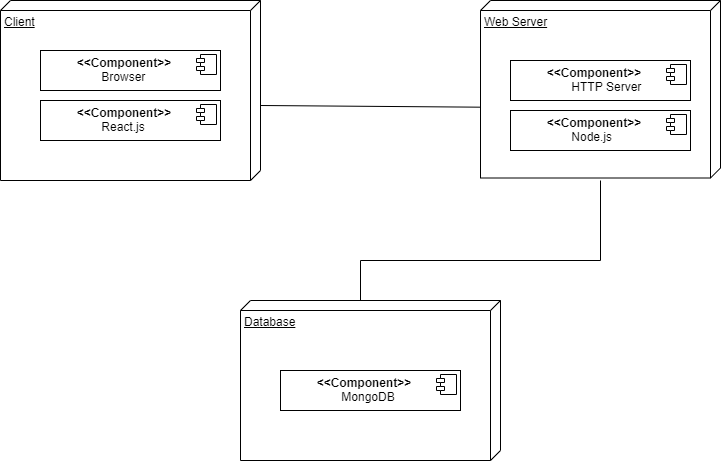 Client
<<Component>>
Browser
<<Component>>
React.js
Web Server
<<Component>>
HTTP Server
<<Component>>
Node.js
Database
<<Component>>
MongoDB